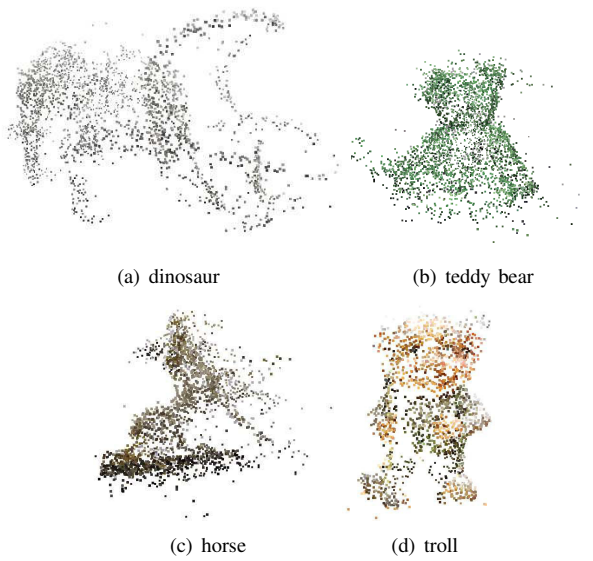 (a) dinosaur
(b) teddy bear
(c) horse
(d) troll